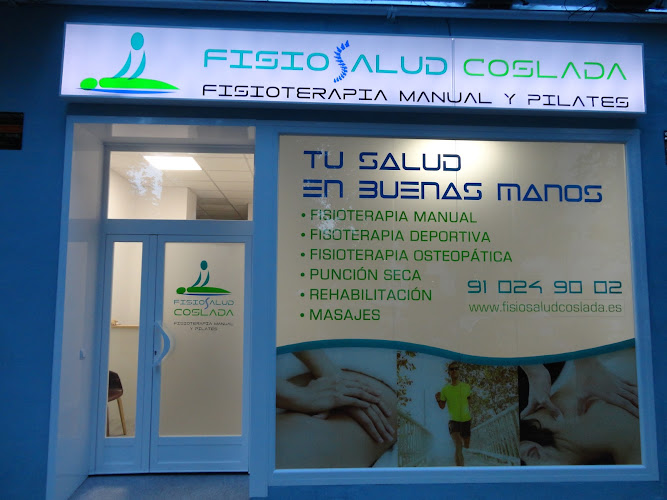 FISIOSALUD COSLADA
FISIOTERAPIA MANUAL Y PILATES
TU SALUD
EN BUENAS MANOS
• FISIOTERAPIA MANUAL
• FISOTERAPIA DEPORTIVA
• FISIOTERAPIA OSTEOPÁTICA
• PUNCIÓN SECA
• REHABILITACIÓN
• MASAJES
91 024 90 02
www.fisiosaludcoslada.es
FISIOSALUD
COSLADA
FISIOTERAPIA MANUAL
Y PILATES